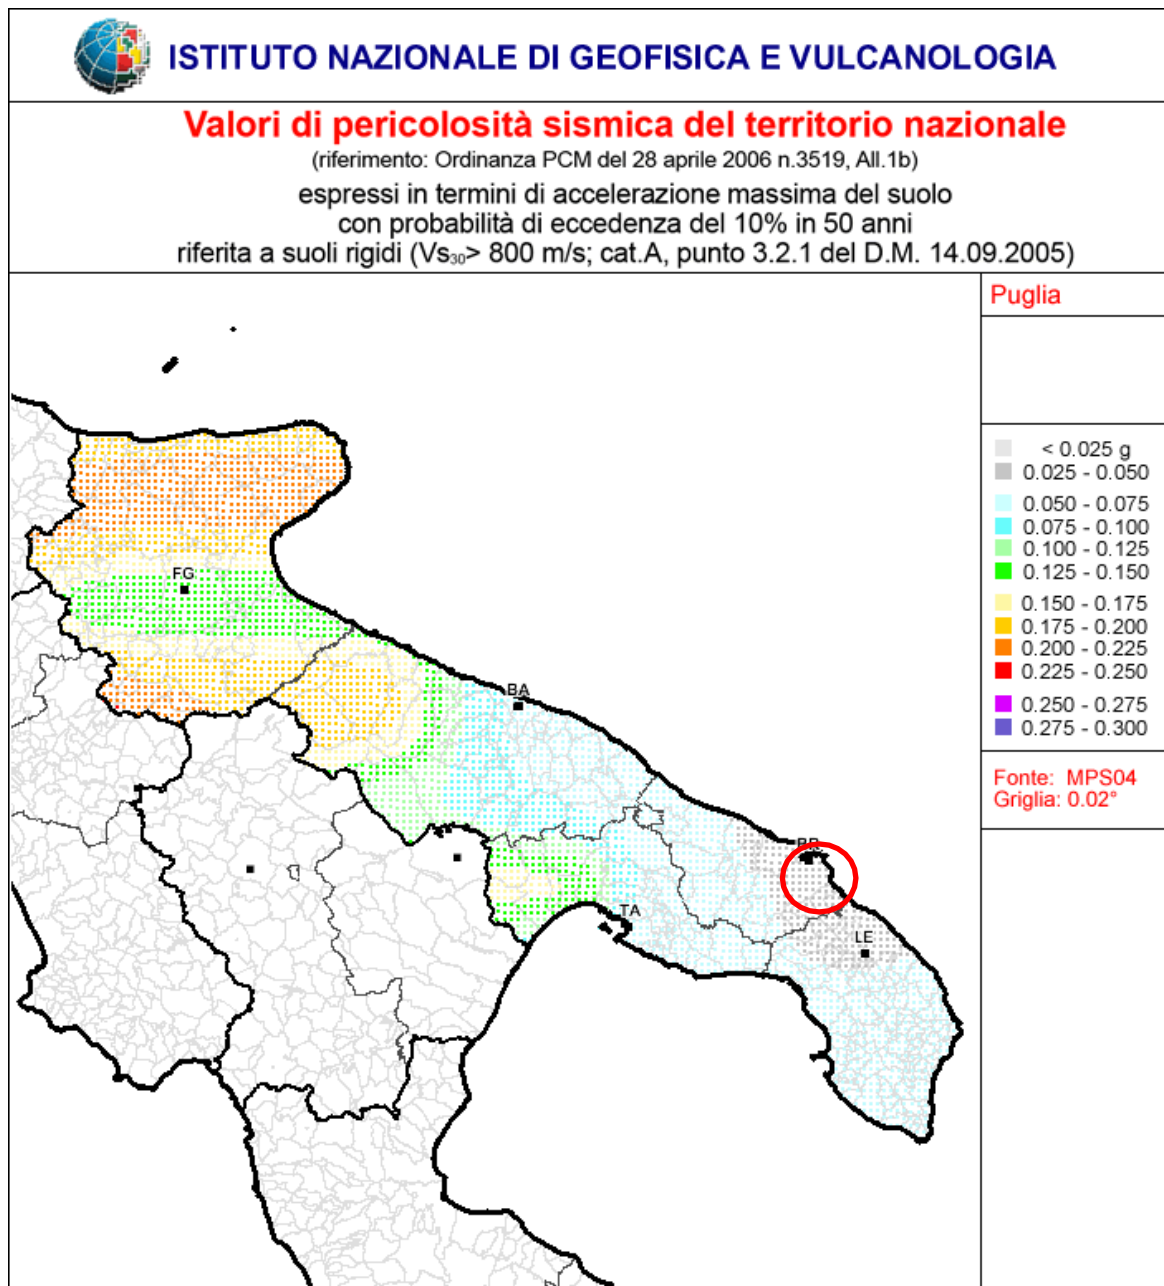 ISTITUTO NAZIONALE DI GEOFISICA E VULCANOLOGIA
Valori di pericolosità sismica del territorio nazionale
(riferimento: Ordinanza PCM del 28 aprile 2006 n.3519, All.1b)
espressi in termini di accelerazione massima del suolo
con probabilità di eccedenza del 10% in 50 anni
riferita a suoli rigidi (Vs₃₀> 800 m/s; cat.A, punto 3.2.1 del D.M. 14.09.2005)
Puglia
< 0.025 g
0.025 - 0.050
0.050 - 0.075
0.075 - 0.100
0.100 - 0.125
0.125 - 0.150
0.150 - 0.175
0.175 - 0.200
0.200 - 0.225
0.225 - 0.250
0.250 - 0.275
0.275 - 0.300
Fonte: MPS04
Griglia: 0.02°
FG
BA
BR
TA
LE